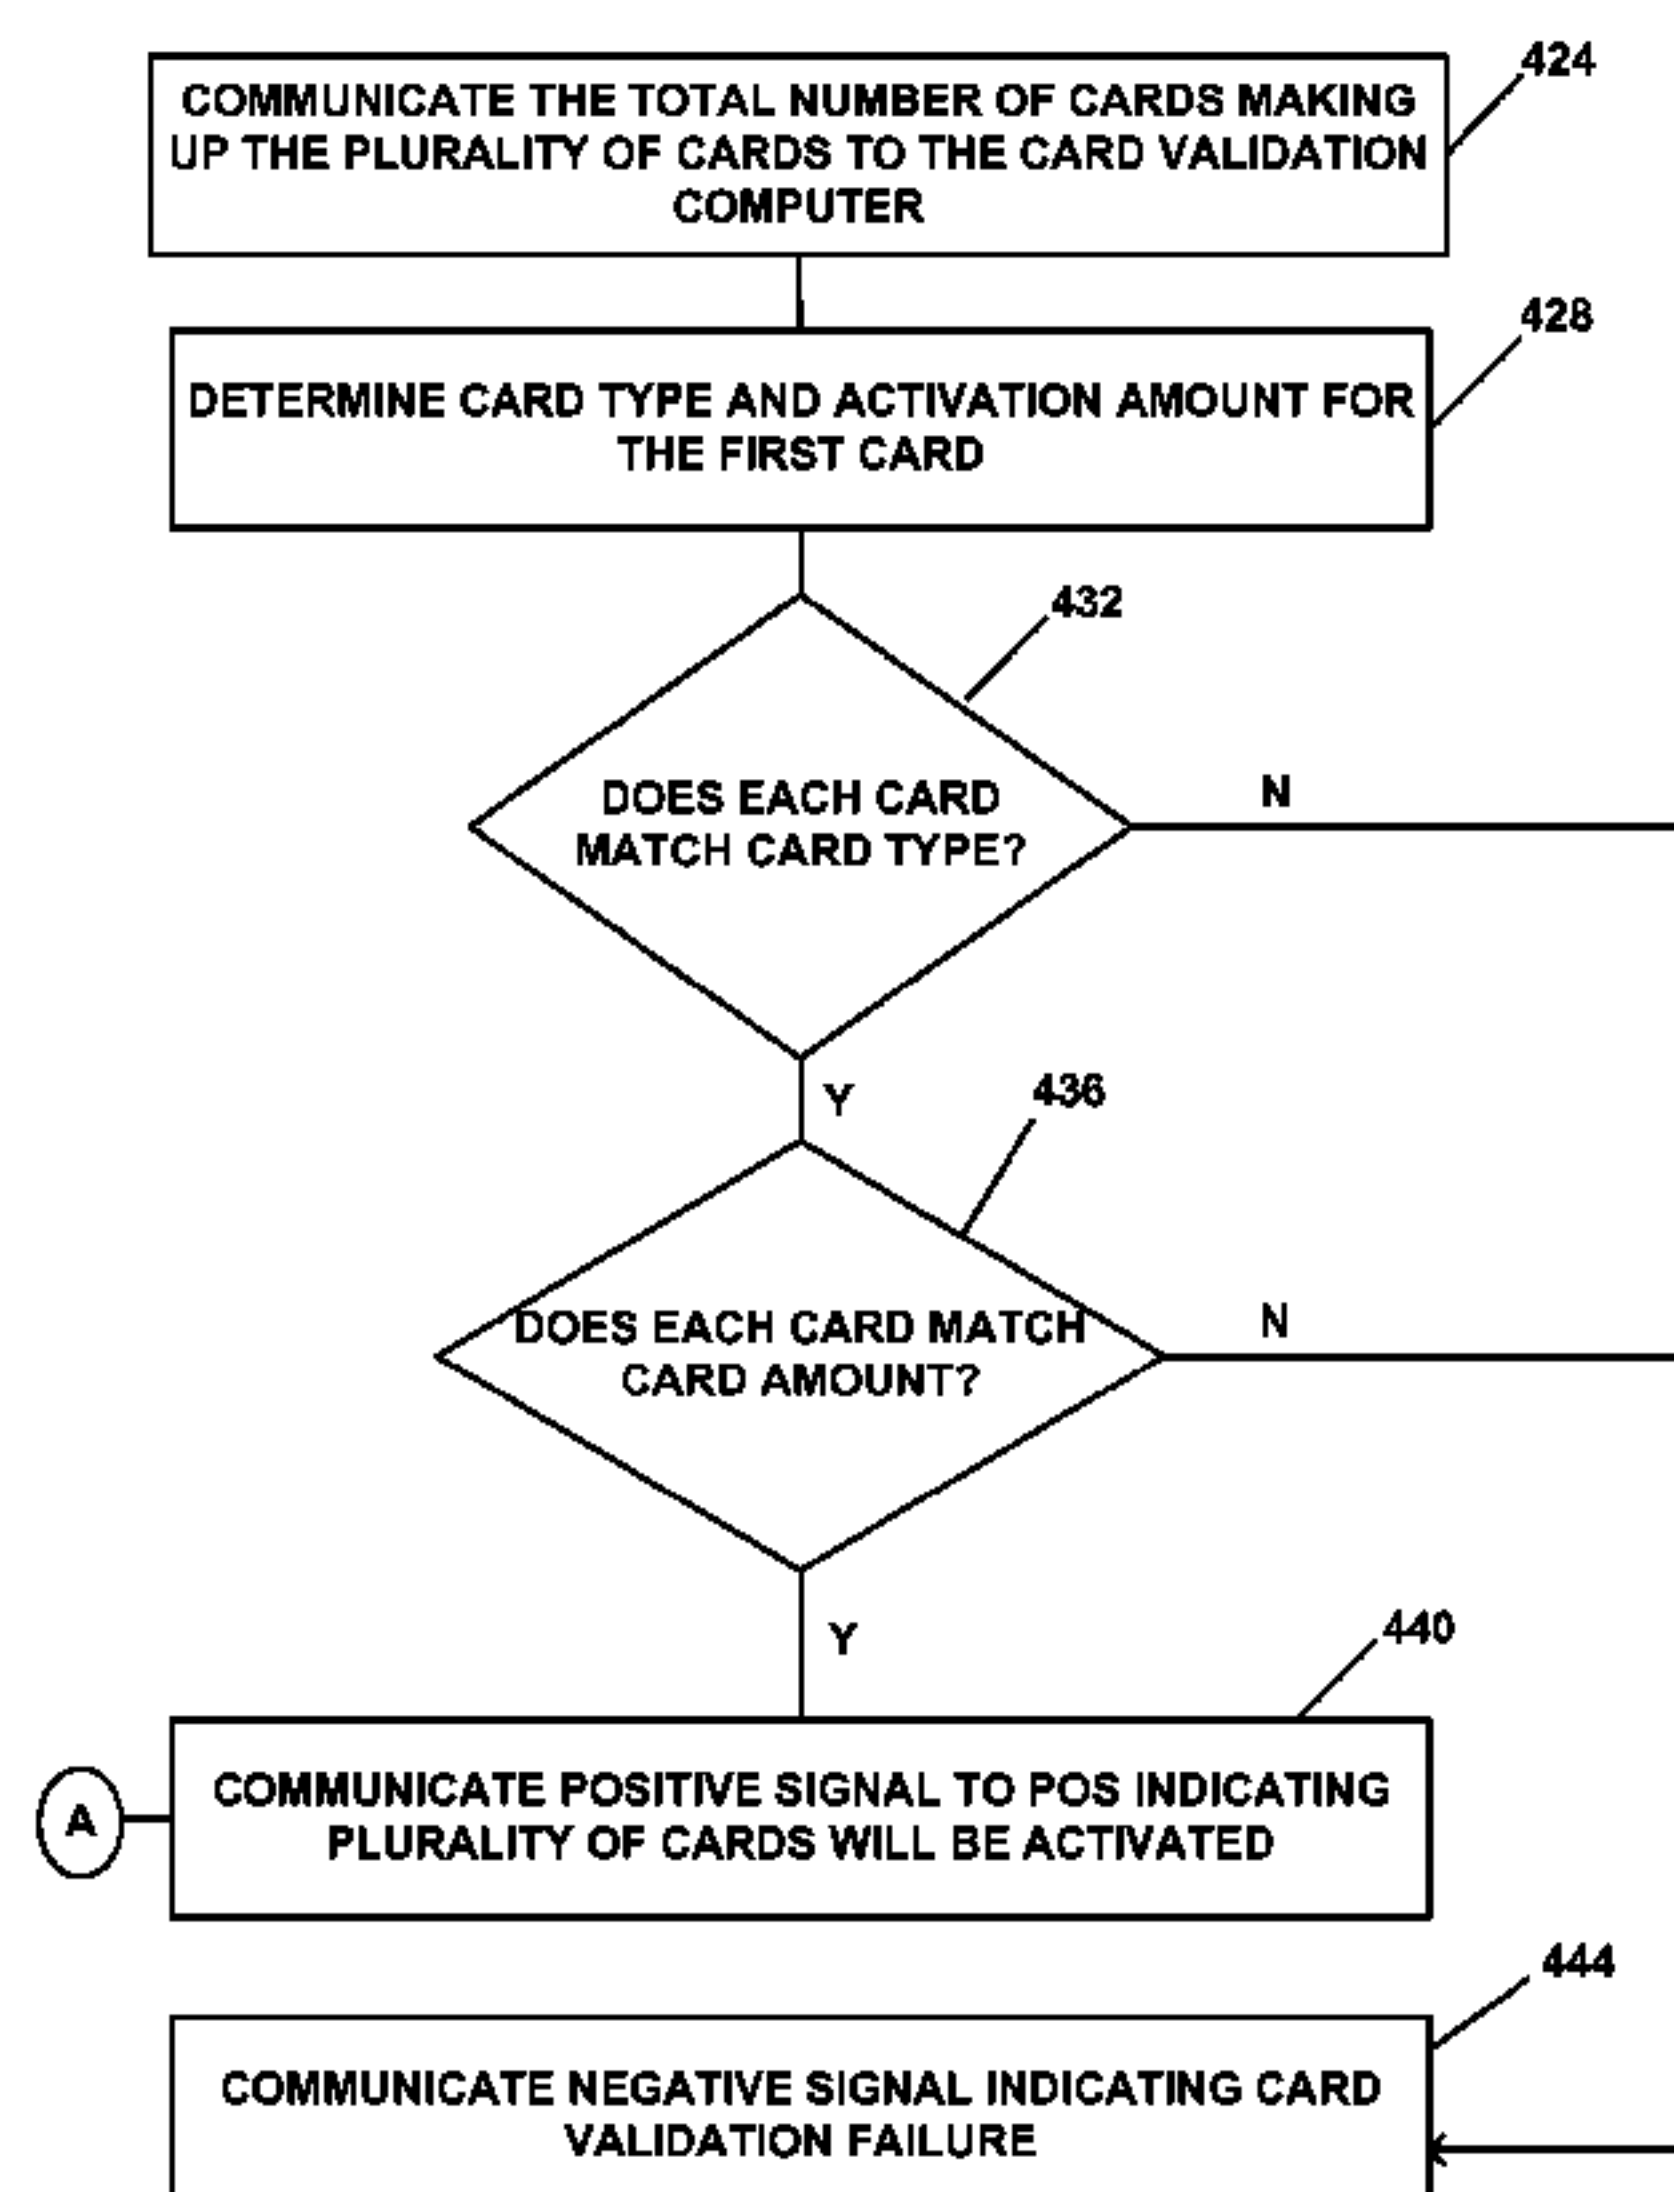 424
COMMUNICATE THE TOTAL NUMBER OF CARDS MAKING
UP THE PLURALITY OF CARDS TO THE CARD VALIDATION
COMPUTER
428
DETERMINE CARD TYPE AND ACTIVATION AMOUNT FOR
THE FIRST CARD
432
DOES EACH CARD
MATCH CARD TYPE?
N
Y
436
DOES EACH CARD MATCH
CARD AMOUNT?
N
Y
440
A
COMMUNICATE POSITIVE SIGNAL TO POS INDICATING
PLURALITY OF CARDS WILL BE ACTIVATED
444
COMMUNICATE NEGATIVE SIGNAL INDICATING CARD
VALIDATION FAILURE